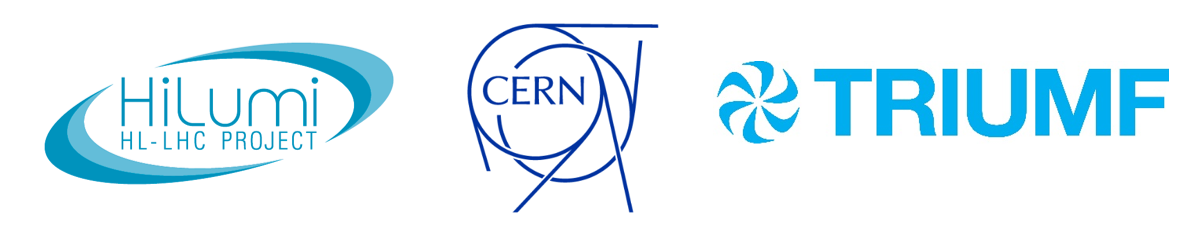 HiLumi
HL-LHC PROJECT
CERN
TRIUMF